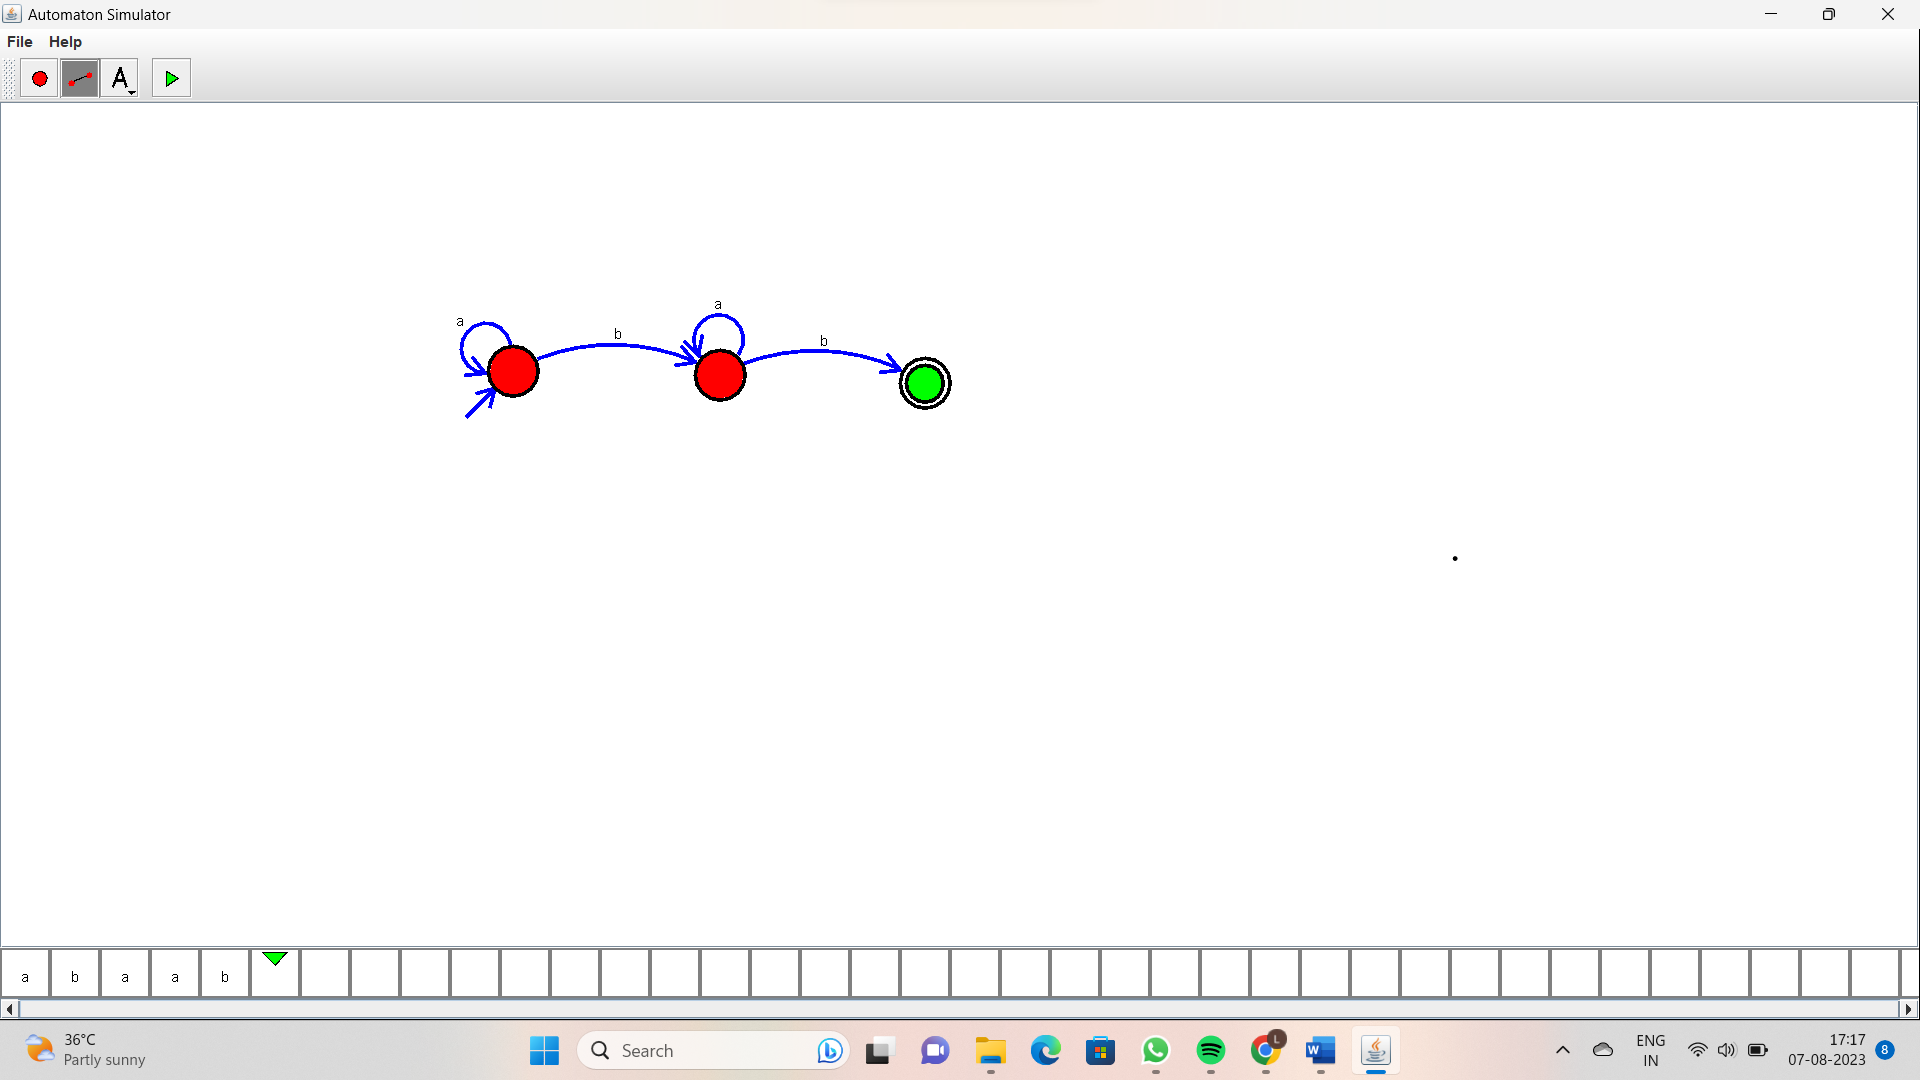 Automaton Simulator
File Help
A
a
a
b
b
a b a a b
36°C
Partly sunny
Search
L
W
ENG
IN
17:17
07-08-2023
8